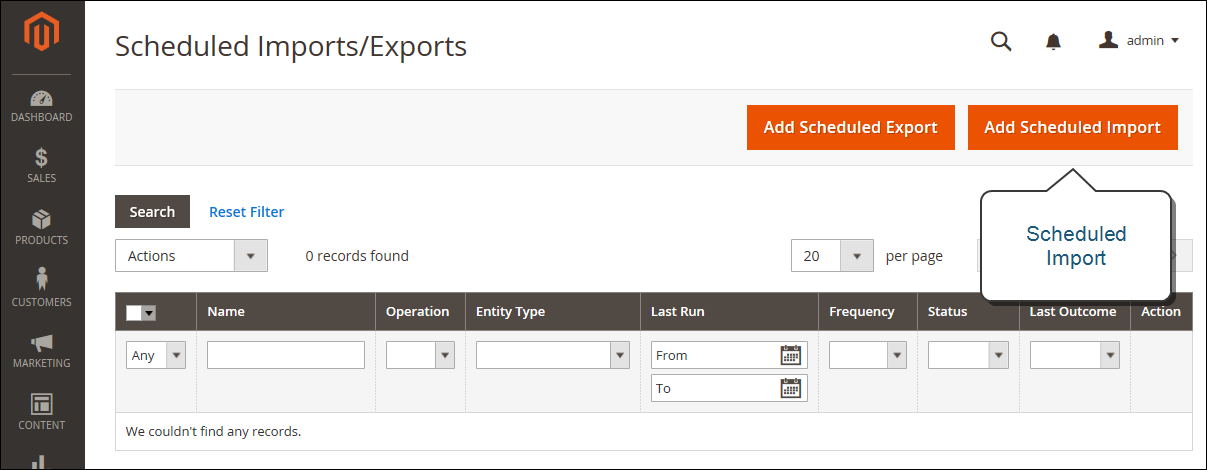 Scheduled Imports/Exports
admin
DASHBOARD
SALES
PRODUCTS
CUSTOMERS
MARKETING
CONTENT
Add Scheduled Export
Add Scheduled Import
Scheduled
Import
Search
Reset Filter
Actions
0 records found
20
per page
Name
Operation
Entity Type
Last Run
Frequency
Status
Last Outcome
Action
Any
From
To
We couldn't find any records.